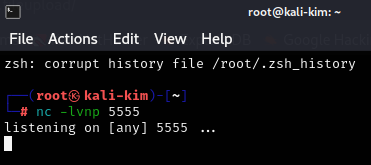 root@kali-kim: ~
File Actions Edit View Help
zsh: corrupt history file /root/.zsh_history
(root㉿kali-kim)-[~]
# nc -lvnp 5555
listening on [any] 5555 ...